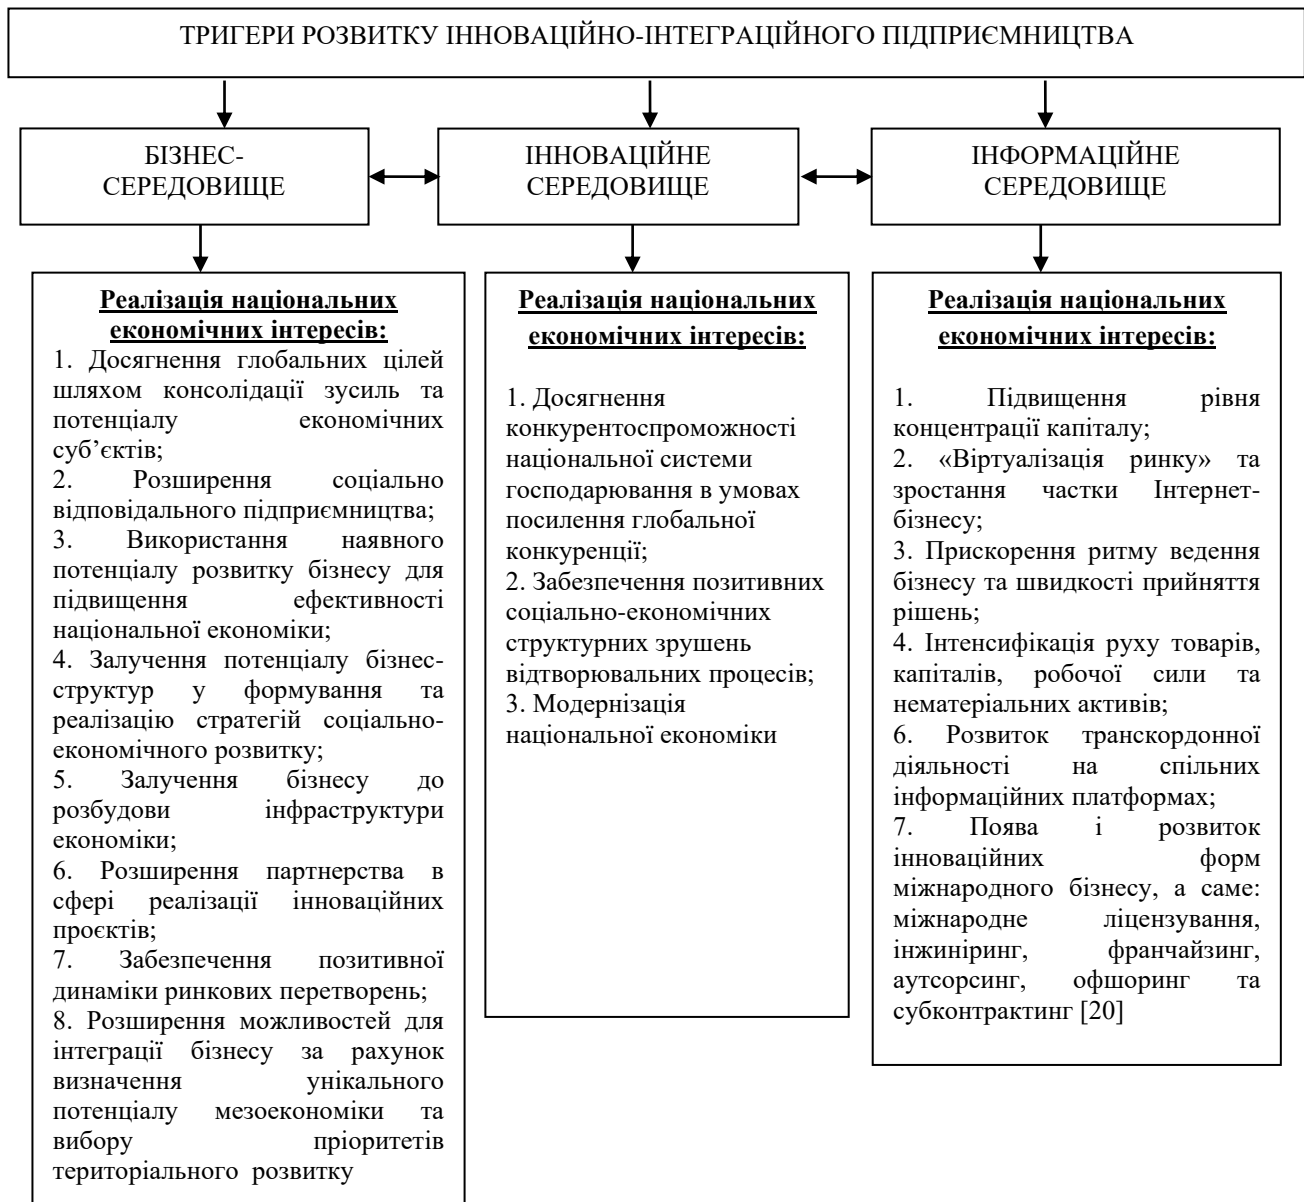 ТРИГЕРИ РОЗВИТКУ ІННОВАЦІЙНО-ІНТЕГРАЦІЙНОГО ПІДПРИЄМНИЦТВА
БІЗНЕС-
СЕРЕДОВИЩЕ
ІННОВАЦІЙНЕ
СЕРЕДОВИЩЕ
ІНФОРМАЦІЙНЕ
СЕРЕДОВИЩЕ
Реалізація національних
економічних інтересів:
1. Досягнення глобальних цілей
шляхом консолідації зусиль та
потенціалу економічних
суб’єктів;
2. Розширення соціально
відповідального підприємництва;
3. Використання наявного
потенціалу розвитку бізнесу для
підвищення ефективності
національної економіки;
4. Залучення потенціалу бізнес-
структур у формування та
реалізацію стратегій соціально-
економічного розвитку;
5. Залучення бізнесу до
розбудови інфраструктури
економіки;
6. Розширення партнерства в
сфері реалізації інноваційних
проєктів;
7. Забезпечення позитивної
динаміки ринкових перетворень;
8. Розширення можливостей для
інтеграції бізнесу за рахунок
визначення унікального
потенціалу мезоекономіки та
вибору пріоритетів
територіального розвитку
Реалізація національних
економічних інтересів:
1. Досягнення
конкурентоспроможності
національної системи
господарювання в умовах
посилення глобальної
конкуренції;
2. Забезпечення позитивних
соціально-економічних
структурних зрушень
відтворювальних процесів;
3. Модернізація
національної економіки
Реалізація національних
економічних інтересів:
1. Підвищення рівня
концентрації капіталу;
2. «Віртуалізація ринку» та
зростання частки Інтернет-
бізнесу;
3. Прискорення ритму ведення
бізнесу та швидкості прийняття
рішень;
4. Інтенсифікація руху товарів,
капіталів, робочої сили та
нематеріальних активів;
6. Розвиток транскордонної
діяльності на спільних
інформаційних платформах;
7. Поява і розвиток
інноваційних форм
міжнародного бізнесу, а саме:
міжнародне ліцензування,
інжиніринг, франчайзинг,
аутсорсинг, офшоринг та
субконтрактинг [20]